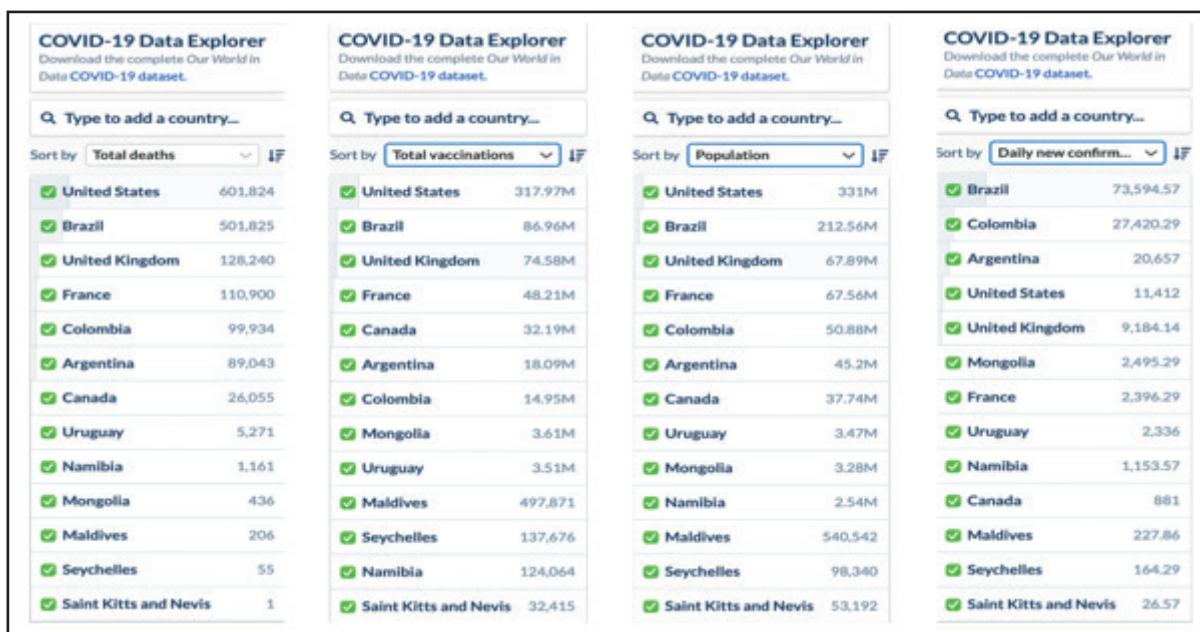 COVID-19 Data Explorer
Download the complete Our World in
Data COVID-19 dataset.
Type to add a country...
Sort by Total deaths
United States 601,824
Brazil 501,825
United Kingdom 128,240
France 110,900
Colombia 99,934
Argentina 89,043
Canada 26,055
Uruguay 5,271
Namibia 1,161
Mongolia 436
Maldives 206
Seychelles 55
Saint Kitts and Nevis 1
COVID-19 Data Explorer
Download the complete Our World in
Data COVID-19 dataset.
Type to add a country...
Sort by Total vaccinations
United States 317.97M
Brazil 86.96M
United Kingdom 74.58M
France 48.21M
Canada 32.19M
Argentina 18.09M
Colombia 14.95M
Mongolia 3.61M
Uruguay 3.51M
Maldives 497,871
Seychelles 137,676
Namibia 124,064
Saint Kitts and Nevis 32,415
COVID-19 Data Explorer
Download the complete Our World in
Data COVID-19 dataset.
Type to add a country...
Sort by Population
United States 331M
Brazil 212.56M
United Kingdom 67.89M
France 67.56M
Colombia 50.88M
Argentina 45.2M
Canada 37.74M
Uruguay 3.47M
Mongolia 3.28M
Namibia 2.54M
Maldives 540,542
Seychelles 98,340
Saint Kitts and Nevis 53,192
COVID-19 Data Explorer
Download the complete Our World in
Data COVID-19 dataset.
Type to add a country...
Sort by Daily new confirm...
Brazil 73,594.57
Colombia 27,420.29
Argentina 20,657
United States 11,412
United Kingdom 9,184.14
Mongolia 2,495.29
France 2,396.29
Uruguay 2,336
Namibia 1,153.57
Canada 881
Maldives 227.86
Seychelles 164.29
Saint Kitts and Nevis 26.57